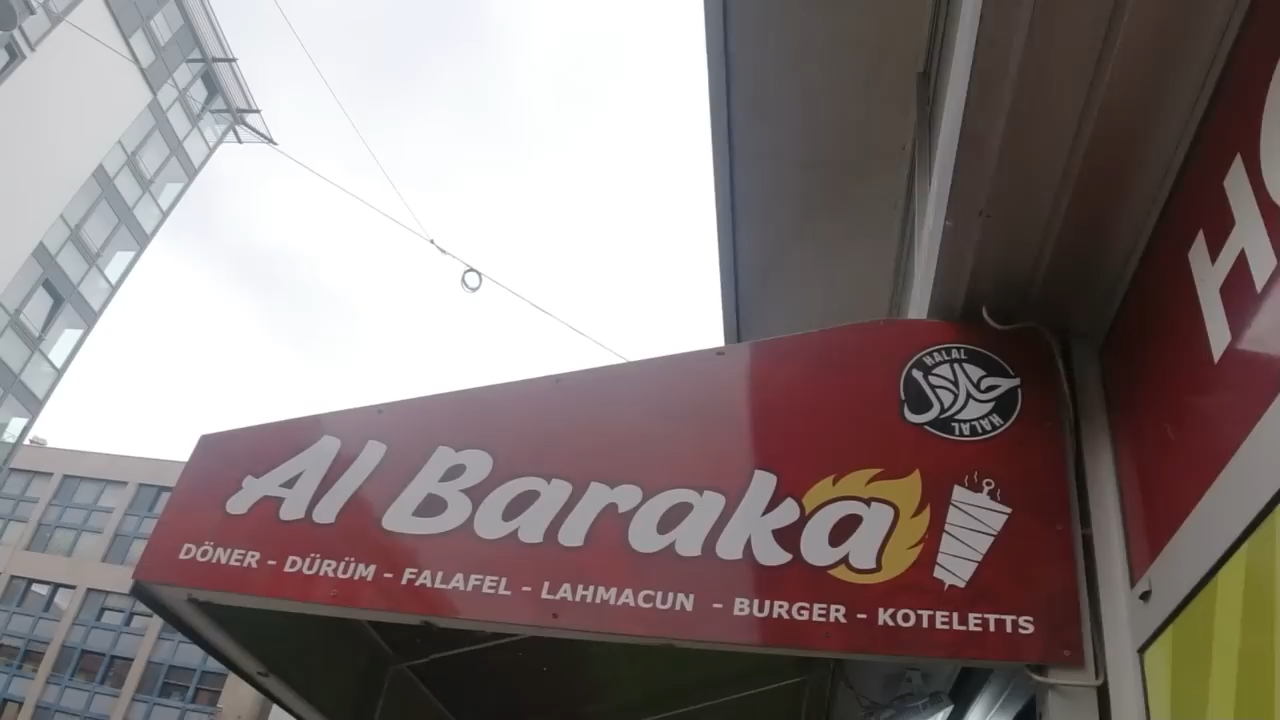 HALAL
حلال
HALAL
Al Baraka
DÖNER - DÜRÜM - FALAFEL - LAHMACUN - BURGER - KOTELETTS